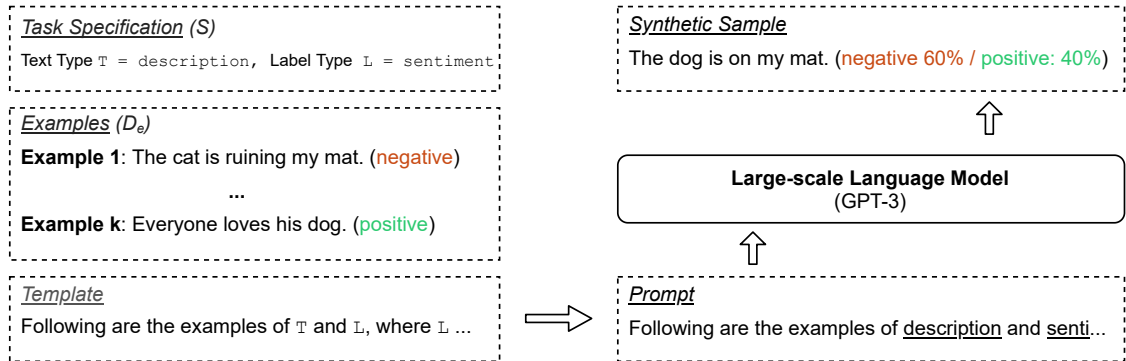 Task Specification (S)
Text Type T = description, Label Type L = sentiment
Examples (Dₑ)
Example 1: The cat is ruining my mat. (negative)
...
Example k: Everyone loves his dog. (positive)
Template
Following are the examples of T and L, where L ...
Synthetic Sample
The dog is on my mat. (negative 60% / positive: 40%)
Large-scale Language Model
(GPT-3)
Prompt
Following are the examples of description and senti...